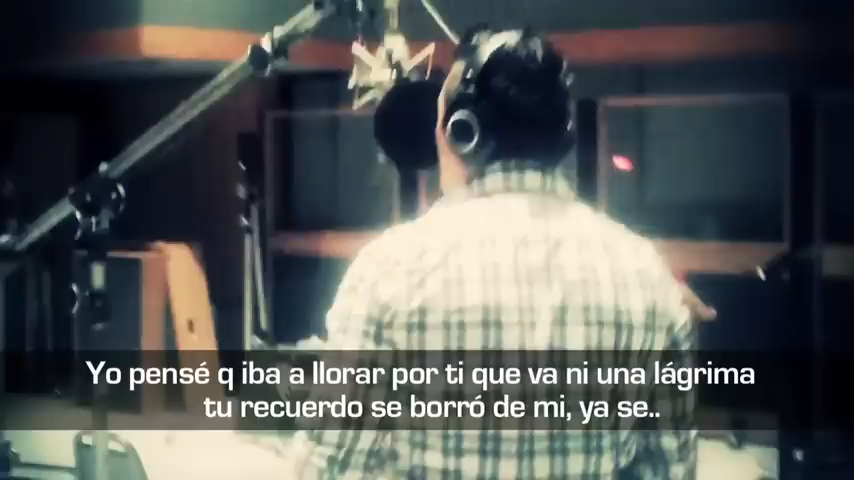 Yo pensé q iba a llorar por ti que va ni una lágrima
tu recuerdo se borró de mi, ya se..